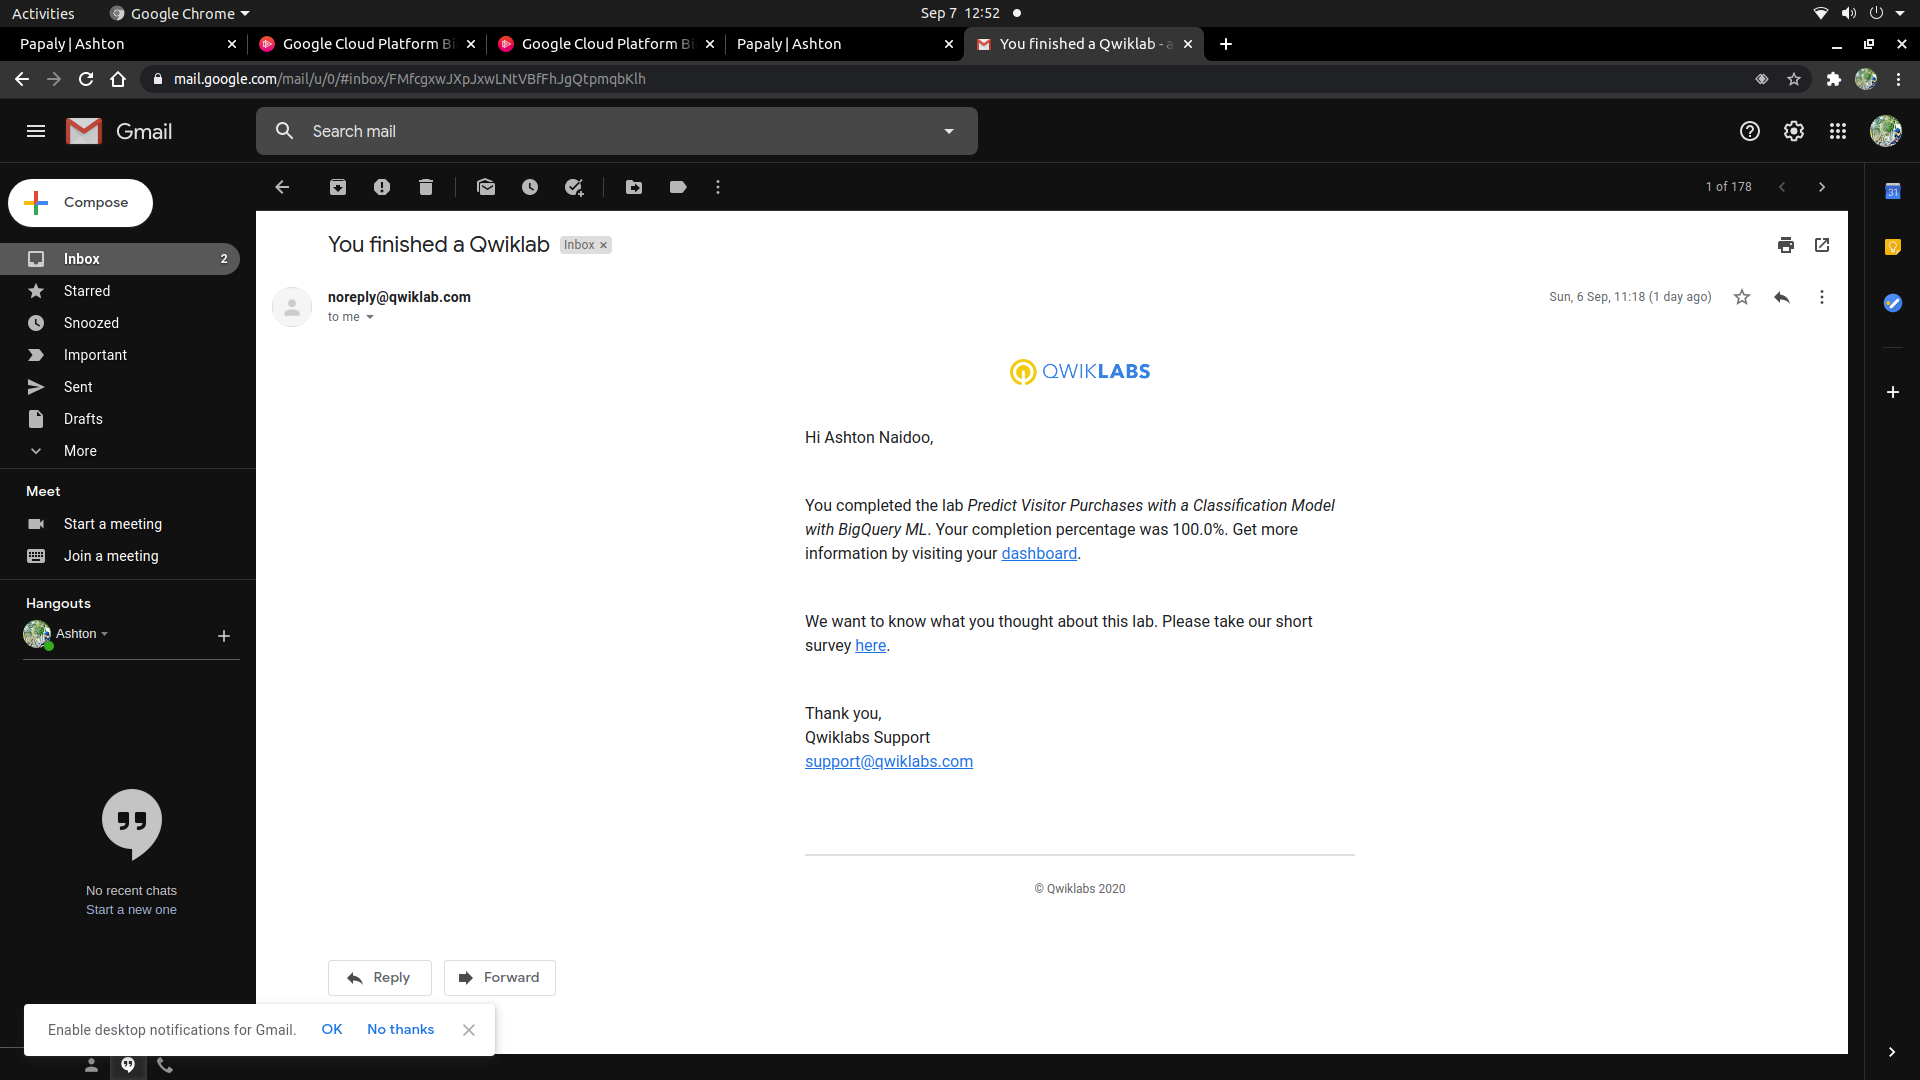 Activities
Google Chrome
Sep 7 12:52
Papaly | Ashton
Google Cloud Platform Bi
Google Cloud Platform Bi
Papaly | Ashton
You finished a Qwiklab - a
mail.google.com/mail/u/0/#inbox/FMfcgxwJXpJxwLNtVBfFhJgQtpmqbKlh
Gmail
Search mail
Compose
1 of 178
31
Inbox 2
Starred
Snoozed
Important
Sent
Drafts
More
Meet
Start a meeting
Join a meeting
Hangouts
Ashton
No recent chats
Start a new one
You finished a Qwiklab
Inbox
noreply@qwiklab.com
to me
Sun, 6 Sep, 11:18 (1 day ago)
QWIKLABS
Hi Ashton Naidoo,
You completed the lab Predict Visitor Purchases with a Classification Model
with BigQuery ML. Your completion percentage was 100.0%. Get more
information by visiting your dashboard.
We want to know what you thought about this lab. Please take our short
survey here.
Thank you,
Qwiklabs Support
support@qwiklabs.com
© Qwiklabs 2020
Reply
Forward
Enable desktop notifications for Gmail. OK No thanks